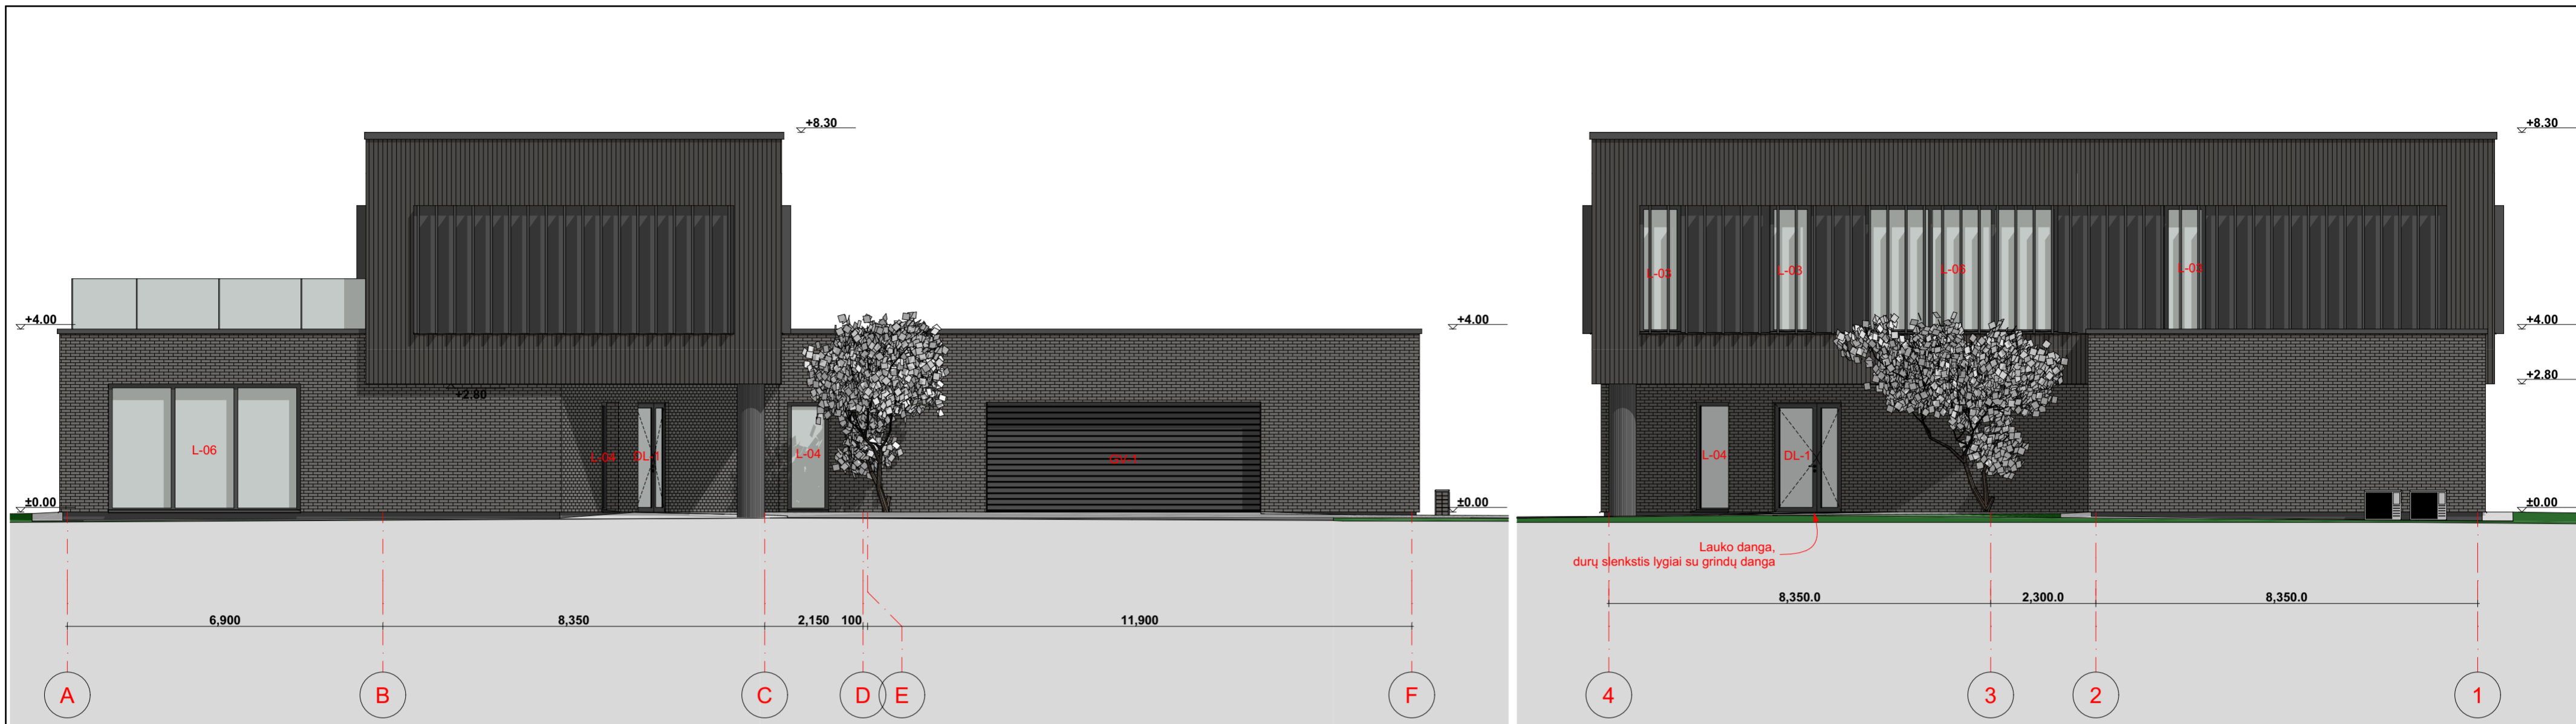 +8.30
+4.00
+4.00
+2.80
L-06
L-04
DL-1
L-04
GV-1
±0.00
±0.00
6,900
8,350
2,150
100
11,900
A
B
C
D
E
F
+8.30
L-03
L-03
L-03
+4.00
+2.80
L-04
DL-1
±0.00
Lauko danga,
durų slenkstis lygiai su grindų danga
8,350.0
2,300.0
8,350.0
4
3
2
1